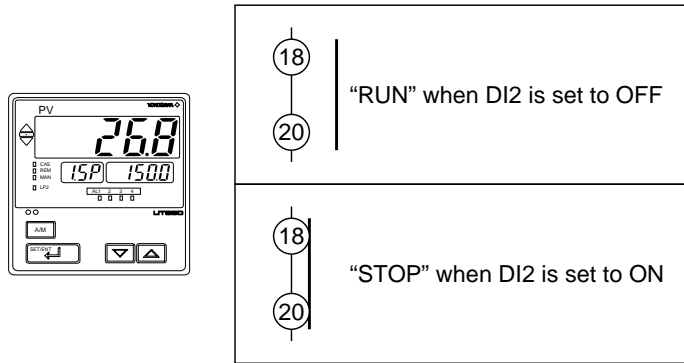 PV
YOKOGAWA
26.8
CAS
REM
MAN
LP2
1.SP 150.0
AL1 2 3 4
UT550
A/M
SET/ENT
18
20
“RUN” when DI2 is set to OFF
18
20
“STOP” when DI2 is set to ON